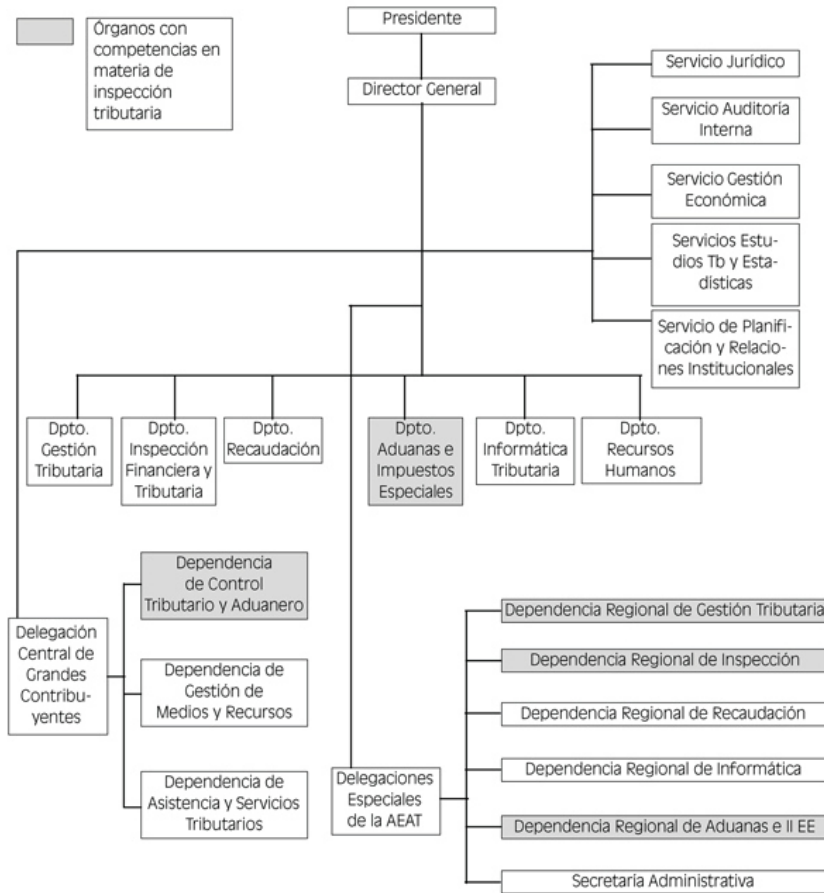 Órganos con
competencias en
materia de
inspección
tributaria
Presidente
Director General
Servicio Jurídico
Servicio Auditoría
Interna
Servicio Gestión
Económica
Servicios Estu-
dios Tb y Esta-
dísticas
Servicio de Planifi-
cación y Relacio-
nes Institucionales
Dpto.
Gestión
Tributaria
Dpto.
Inspección
Financiera y
Tributaria
Dpto.
Recaudación
Dpto.
Aduanas e
Impuestos
Especiales
Dpto.
Informática
Tributaria
Dpto.
Recursos
Humanos
Delegación
Central de
Grandes
Contribu-
yentes
Dependencia
de Control
Tributario y Aduanero
Dependencia de
Gestión de
Medios y Recursos
Dependencia de
Asistencia y Servicios
Tributarios
Delegaciones
Especiales
de la AEAT
Dependencia Regional de Gestión Tributaria
Dependencia Regional de Inspección
Dependencia Regional de Recaudación
Dependencia Regional de Informática
Dependencia Regional de Aduanas e II EE
Secretaría Administrativa